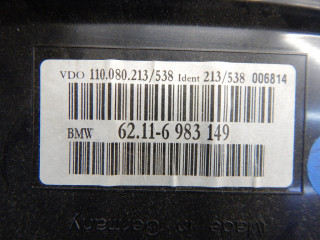 VDO 110.080.213/538 Ident 213/538 006814
BMW 62.11-6 983 149
Made in Germany